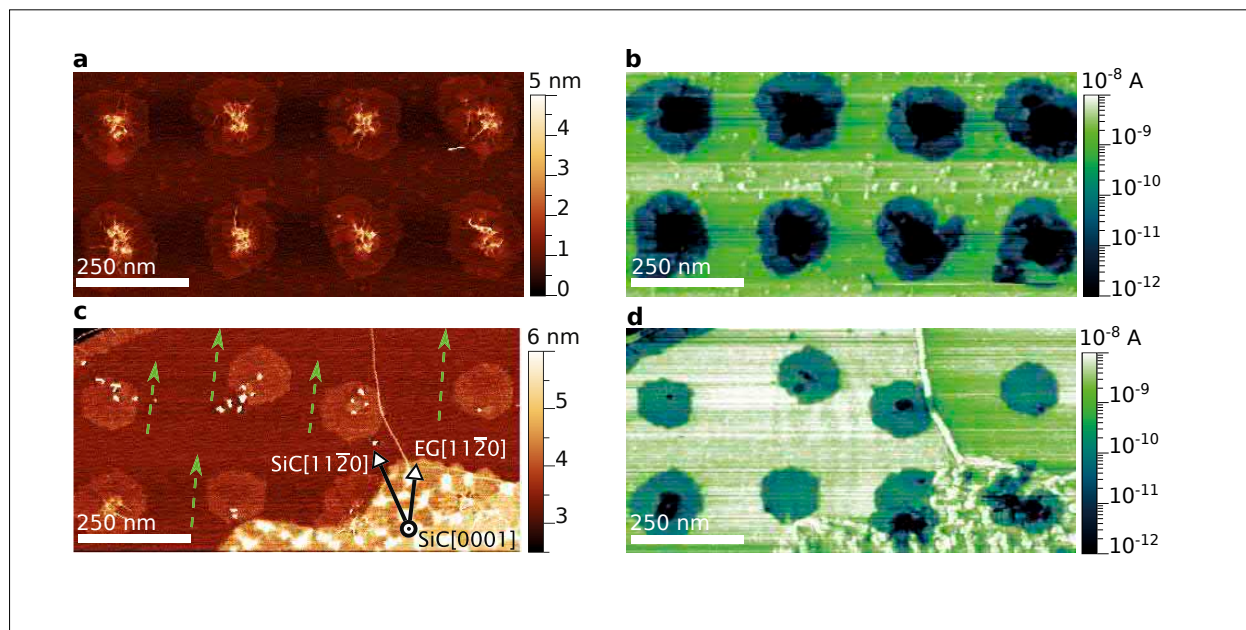 a
5 nm
4
3
2
1
0
250 nm
b
10⁻⁸ A
10⁻⁹
10⁻¹⁰
10⁻¹¹
10⁻¹²
250 nm
c
6 nm
5
4
3
SiC[112̅0]
EG[112̅0]
SiC[0001]
250 nm
d
10⁻⁸ A
10⁻⁹
10⁻¹⁰
10⁻¹¹
10⁻¹²
250 nm